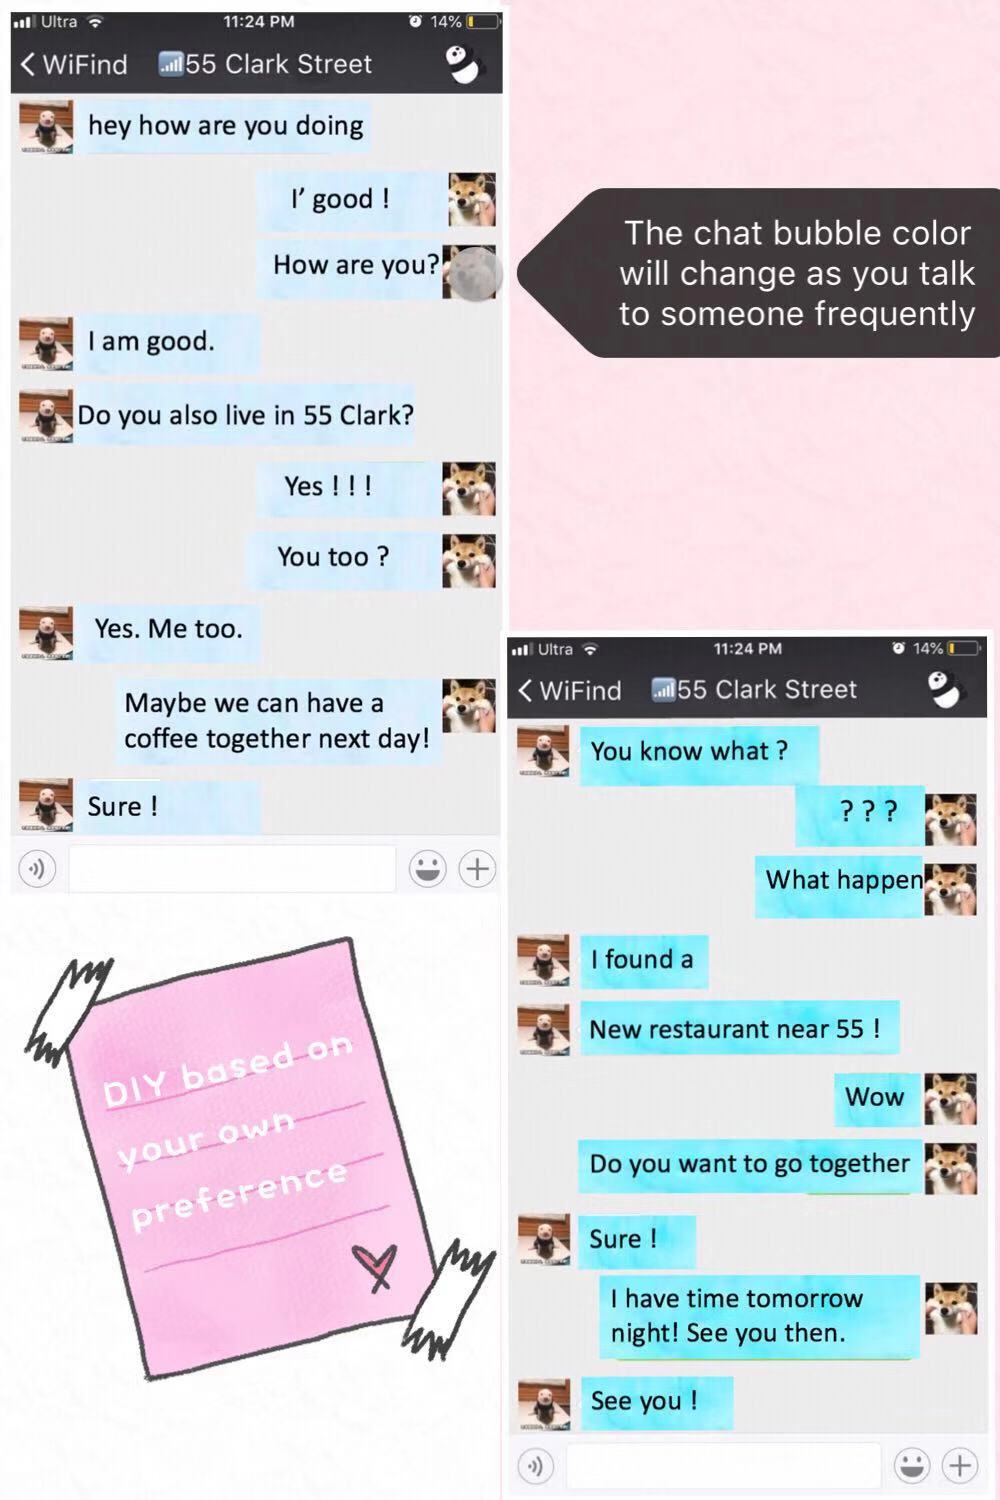 Ultra 11:24 PM 14%
WiFind 55 Clark Street
hey how are you doing
I' good !
How are you?
I am good.
Do you also live in 55 Clark?
Yes ! ! !
You too ?
Yes. Me too.
Maybe we can have a
coffee together next day!
Sure !
The chat bubble color
will change as you talk
to someone frequently
Ultra 11:24 PM 14%
WiFind 55 Clark Street
You know what ?
? ? ?
What happen
I found a
New restaurant near 55 !
Wow
Do you want to go together
Sure !
I have time tomorrow
night! See you then.
See you !
DIY based on
your own
preference